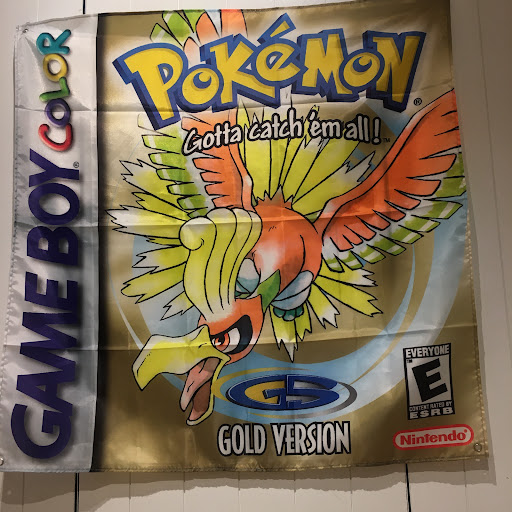 GAME BOY COLOR
POKéMON
Gotta catch 'em all!
GS
GOLD VERSION
EVERYONE
E
CONTENT RATED BY
ESRB
Nintendo